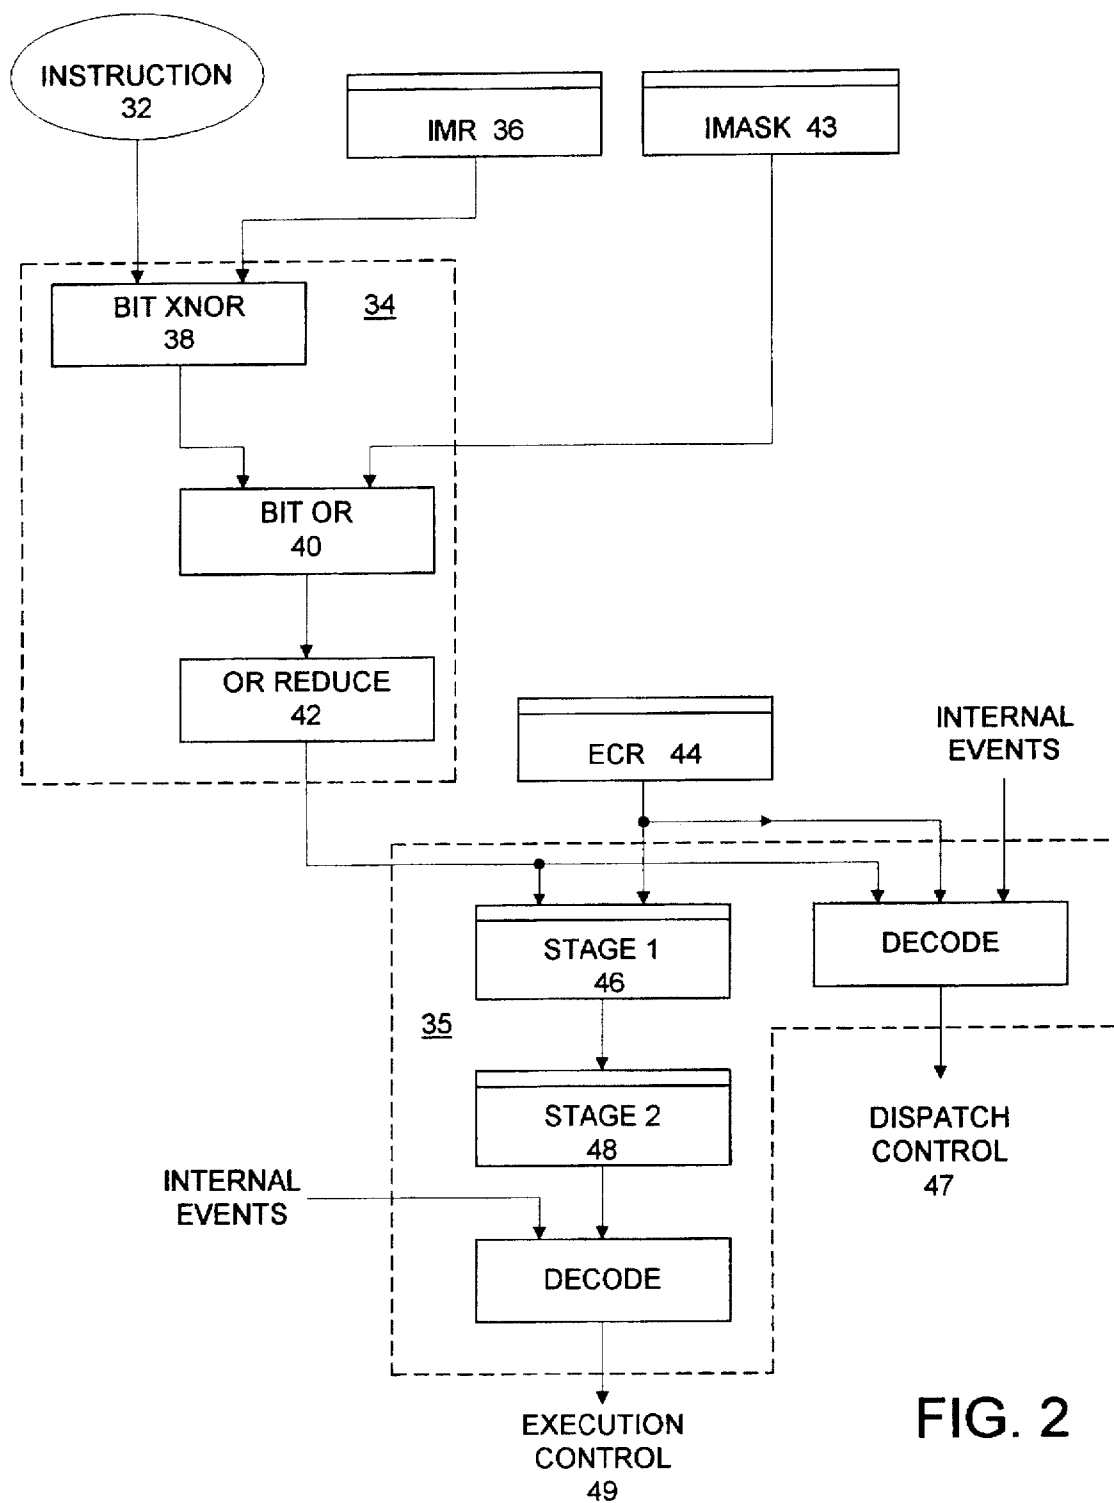 INSTRUCTION
32
IMR 36
IMASK 43
BIT XNOR
38
34
BIT OR
40
OR REDUCE
42
ECR 44
INTERNAL
EVENTS
STAGE 1
46
DECODE
35
STAGE 2
48
DISPATCH
CONTROL
47
INTERNAL
EVENTS
DECODE
EXECUTION
CONTROL
49
FIG. 2